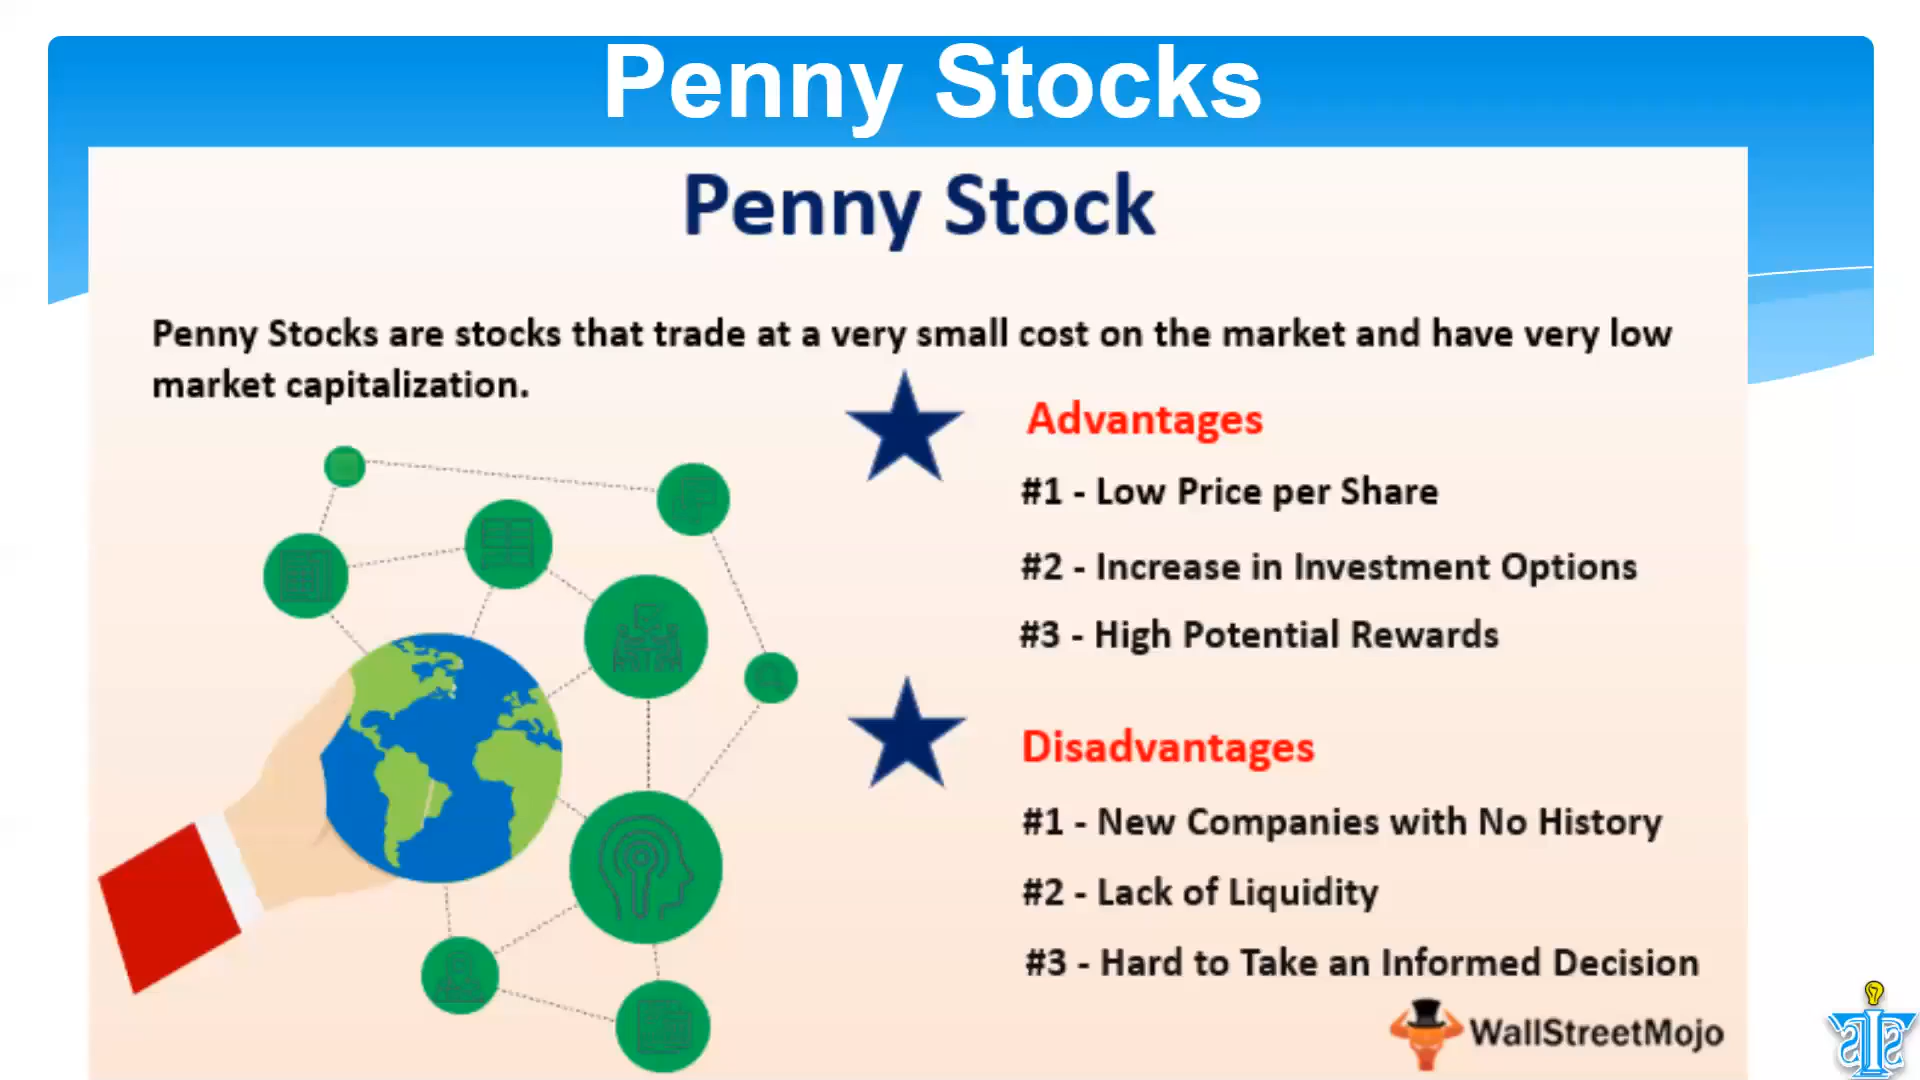 Penny Stocks
Penny Stock
Penny Stocks are stocks that trade at a very small cost on the market and have very low
market capitalization.
Advantages
#1 - Low Price per Share
#2 - Increase in Investment Options
#3 - High Potential Rewards
Disadvantages
#1 - New Companies with No History
#2 - Lack of Liquidity
#3 - Hard to Take an Informed Decision
WallStreetMojo